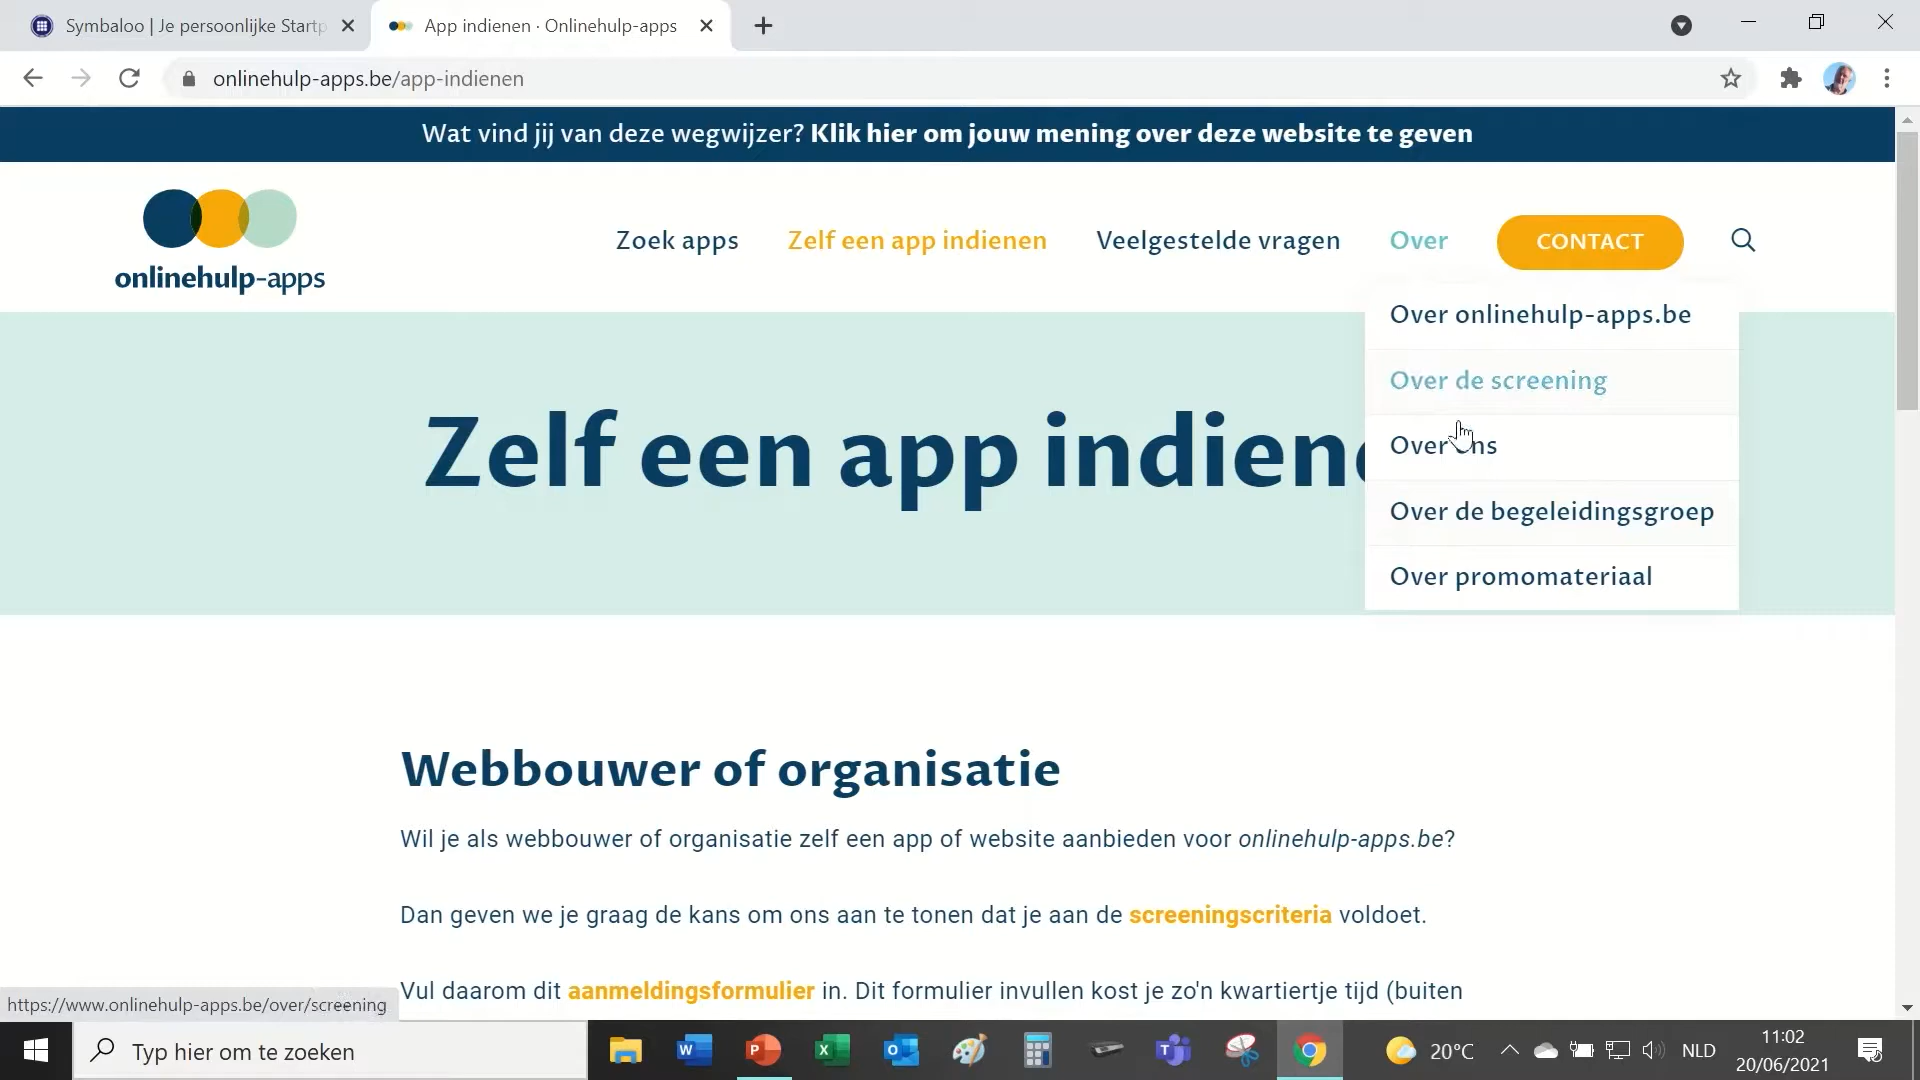 Symbaloo | Je persoonlijke Startp
App indienen · Onlinehulp-apps
onlinehulp-apps.be/app-indienen
Wat vind jij van deze wegwijzer? Klik hier om jouw mening over deze website te geven
onlinehulp-apps
Zoek apps
Zelf een app indienen
Veelgestelde vragen
Over
CONTACT
Over onlinehulp-apps.be
Over de screening
Over ons
Over de begeleidingsgroep
Over promomateriaal
Zelf een app indien
Webbouwer of organisatie
Wil je als webbouwer of organisatie zelf een app of website aanbieden voor onlinehulp-apps.be?
Dan geven we je graag de kans om ons aan te tonen dat je aan de screeningscriteria voldoet.
Vul daarom dit aanmeldingsformulier in. Dit formulier invullen kost je zo'n kwartiertje tijd (buiten
https://www.onlinehulp-apps.be/over/screening
Typ hier om te zoeken
20°C
NLD
11:02
20/06/2021